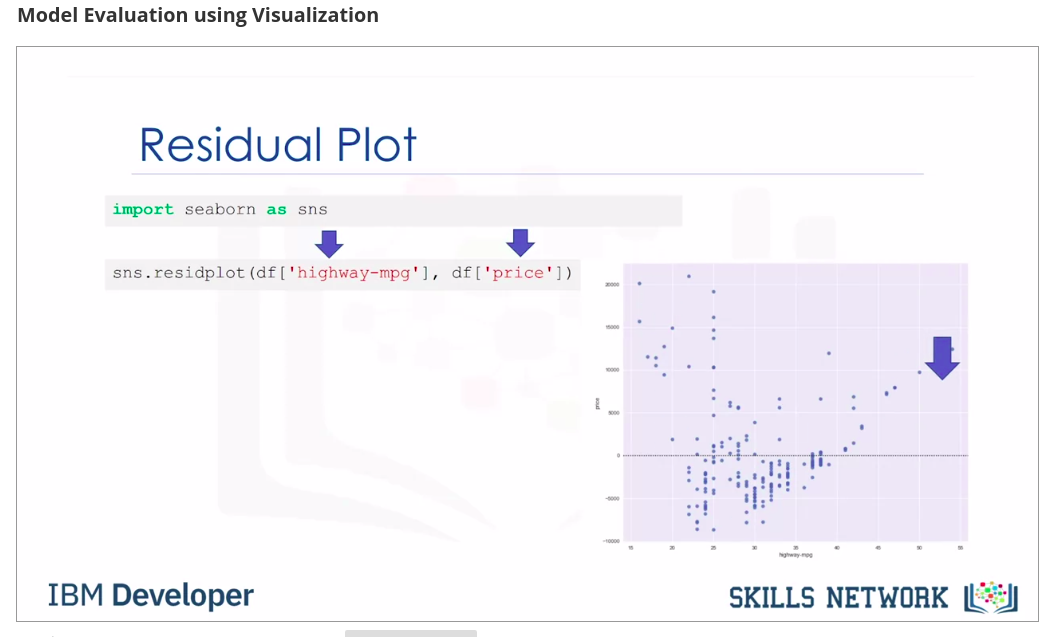 Model Evaluation using Visualization
Residual Plot
import seaborn as sns
sns.residplot(df['highway-mpg'], df['price'])
20000
15000
10000
5000
0
-5000
-10000
price
15 20 25 30 35 40 45 50 55
highway-mpg
IBM Developer
SKILLS NETWORK